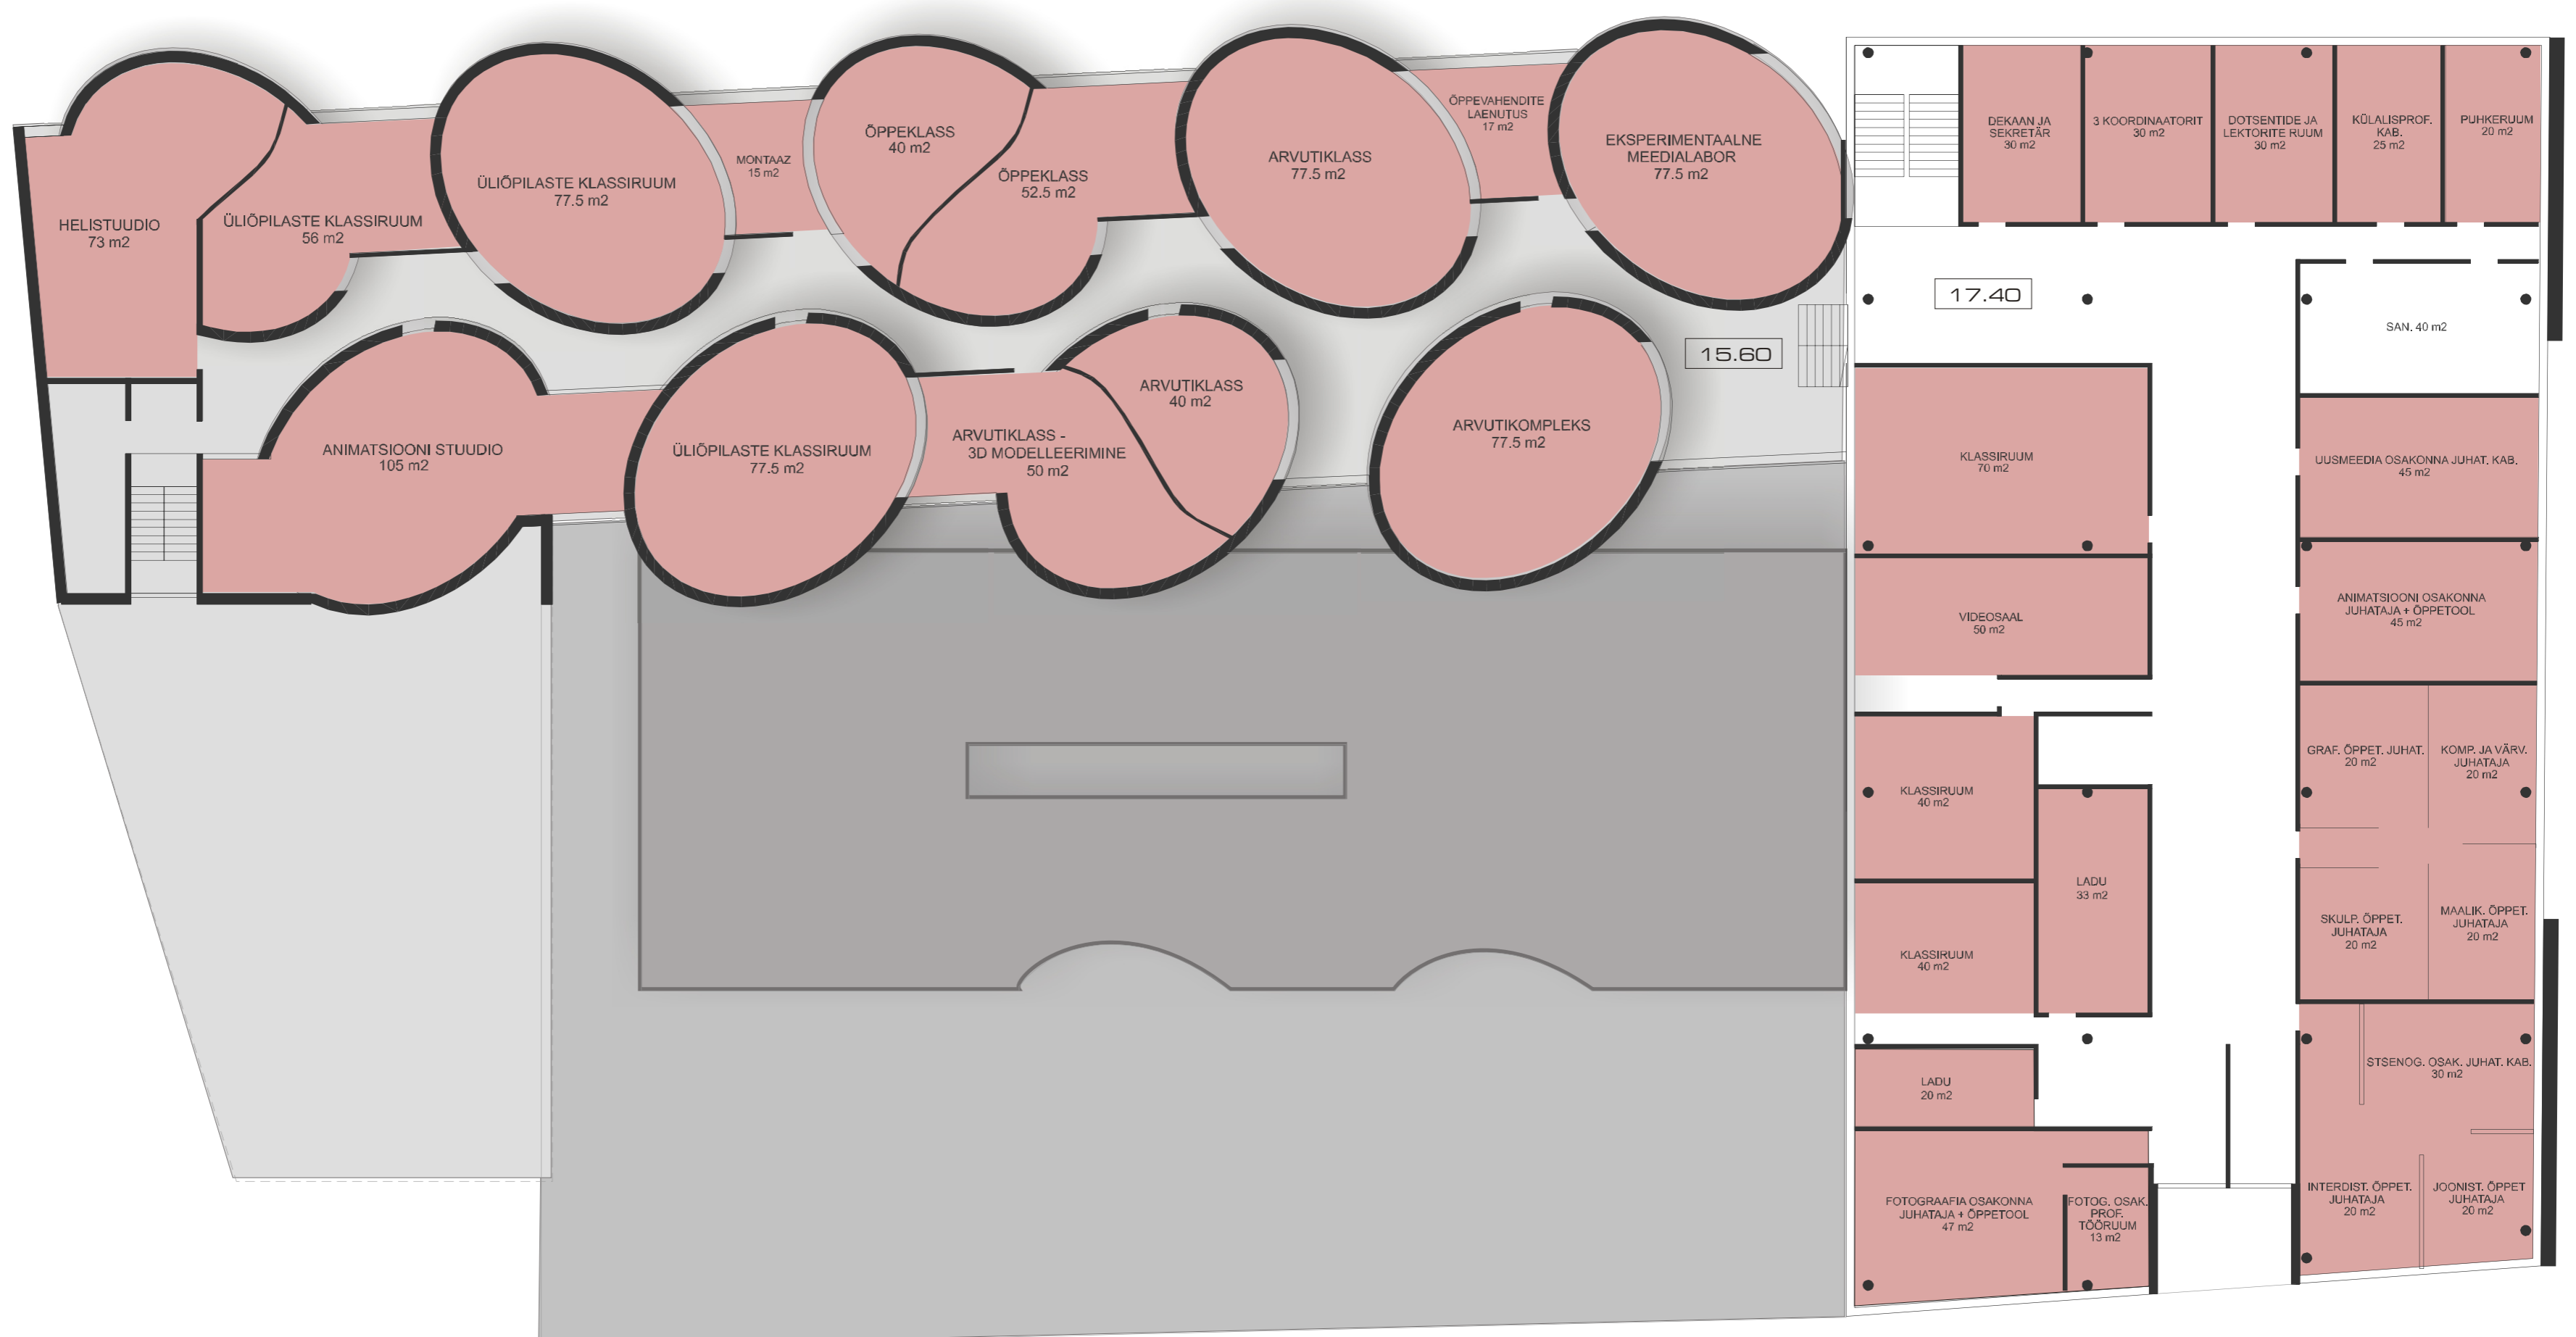 HELISTUUDIO
73 m2
ÜLIÕPILASTE KLASSIRUUM
56 m2
ÜLIÕPILASTE KLASSIRUUM
77.5 m2
MONTAAZ
15 m2
ÕPPEKLASS
40 m2
ÕPPEKLASS
52.5 m2
ARVUTIKLASS
77.5 m2
ÕPPEVAHENDITE
LAENUTUS
17 m2
EKSPERIMENTAALNE
MEEDIALABOR
77.5 m2
ANIMATSIOONI STUUDIO
105 m2
ÜLIÕPILASTE KLASSIRUUM
77.5 m2
ARVUTIKLASS -
3D MODELLEERIMINE
50 m2
ARVUTIKLASS
40 m2
ARVUTIKOMPLEKS
77.5 m2
15.60
DEKAAN JA
SEKRETÄR
30 m2
3 KOORDINAATORIT
30 m2
DOTSENTIDE JA
LEKTORITE RUUM
30 m2
KÜLALISPROF.
KAB.
25 m2
PUHKERUUM
20 m2
17.40
SAN. 40 m2
KLASSIRUUM
70 m2
UUSMEEDIA OSAKONNA JUHAT. KAB.
45 m2
VIDEOSAAL
50 m2
ANIMATSIOONI OSAKONNA
JUHATAJA + ÕPPETOOL
45 m2
GRAF. ÕPPET. JUHAT.
20 m2
KOMP. JA VÄRV.
JUHATAJA
20 m2
KLASSIRUUM
40 m2
LADU
33 m2
SKULP. ÕPPET.
JUHATAJA
20 m2
MAALIK. ÕPPET.
JUHATAJA
20 m2
KLASSIRUUM
40 m2
STSENOG. OSAK. JUHAT. KAB.
30 m2
LADU
20 m2
FOTOGRAAFIA OSAKONNA
JUHATAJA + ÕPPETOOL
47 m2
FOTOG. OSAK.
PROF.
TÖÖRUUM
13 m2
INTERDIST. ÕPPET.
JUHATAJA
20 m2
JOONIST. ÕPPET
JUHATAJA
20 m2